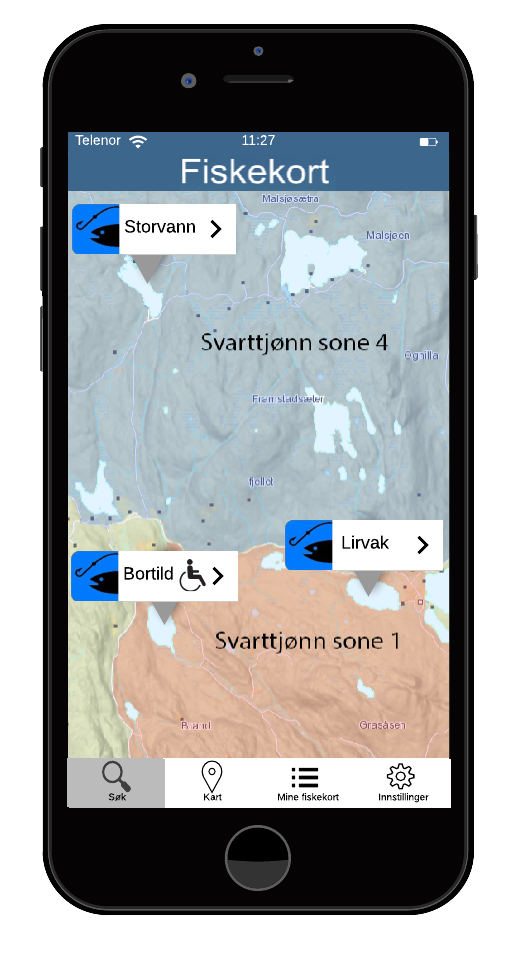 Telenor 11:27
Fiskekort
Malsjøsætra
Storvann
Malsjøen
Svarttjønn sone 4
Ognilla
Framstadsæter
fjellet
Lirvak
Bortild
Svarttjønn sone 1
Brand
Grasåsen
Søk Kart Mine fiskekort Innstillinger